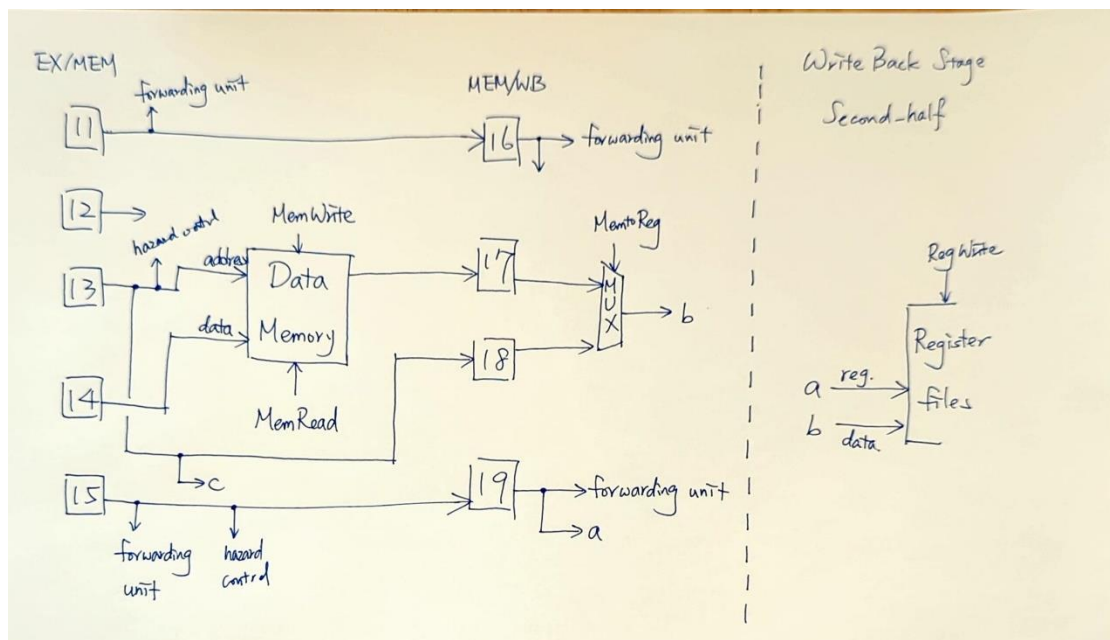 EX/MEM
forwarding unit
11
12
hazard control
13
address
data
14
MemWrite
Data
Memory
MemRead
c
15
forwarding
unit
hazard
control
MEM/WB
16
forwarding unit
17
18
MemtoReg
MUX
b
19
forwarding unit
a
Write Back Stage
Second-half
RegWrite
Register
files
a
reg.
b
data